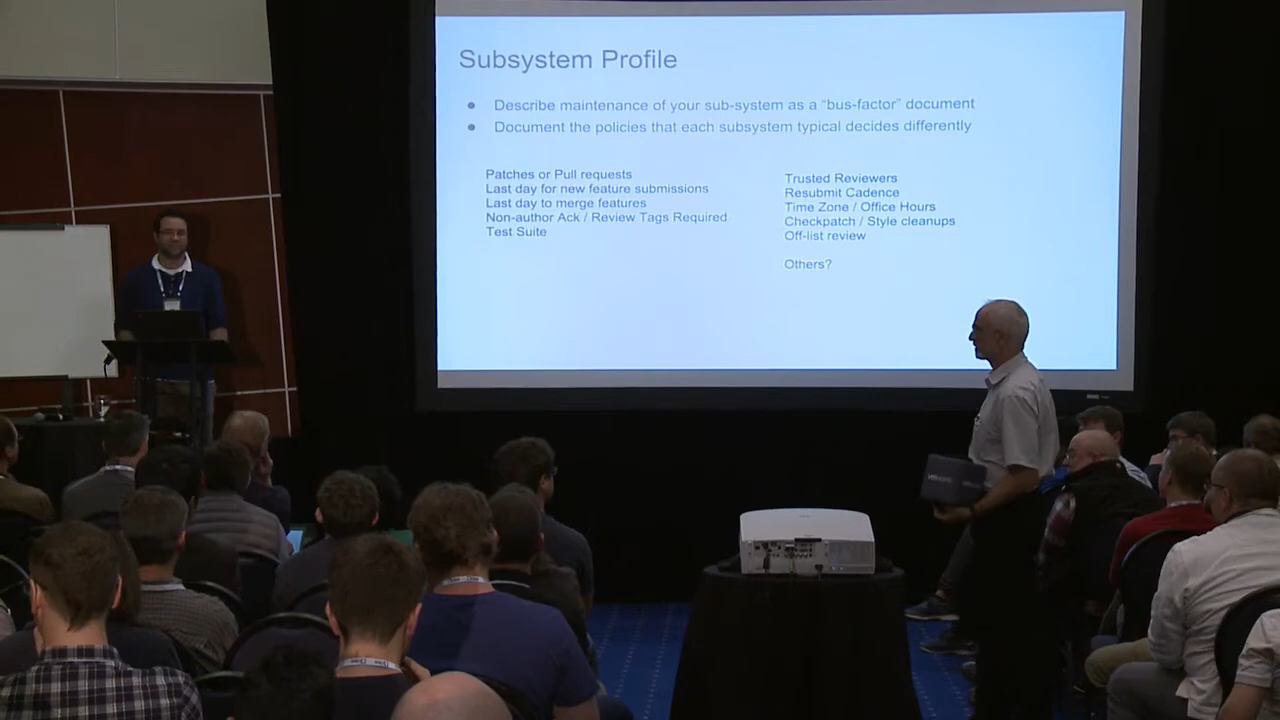 Subsystem Profile
Describe maintenance of your sub-system as a “bus-factor” document
Document the policies that each subsystem typical decides differently
Patches or Pull requests
Last day for new feature submissions
Last day to merge features
Non-author Ack / Review Tags Required
Test Suite
Trusted Reviewers
Resubmit Cadence
Time Zone / Office Hours
Checkpatch / Style cleanups
Off-list review
Others?